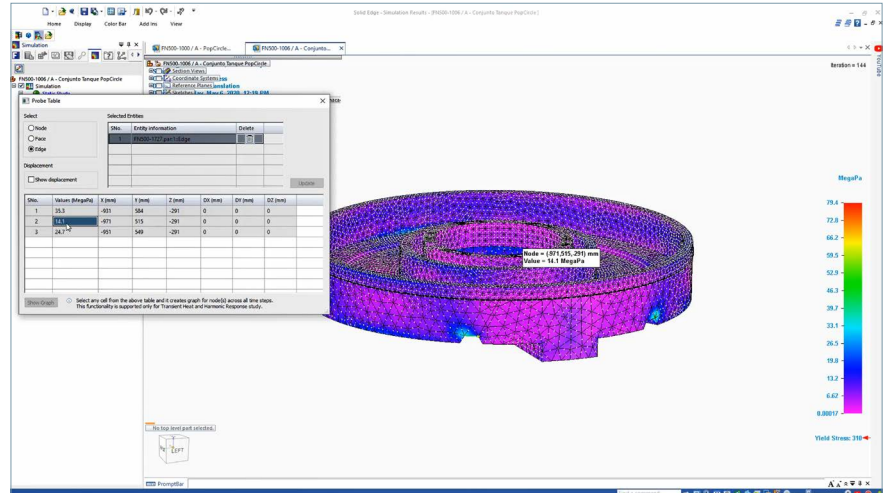 Solid Edge - Simulation Results - [FN500-1006 / A - Conjunto Tanque PopCircle]
Home Display Color Bar Add Ins View
Simulation
FN500-1000 / A - PopCircle...
FN500-1006 / A - Conjunto... X
FN500-1006 / A - Conjunto Tanque PopCircle
Section Views
Coordinate Systems
Reference Planes
FN500-1006 / A - Conjunto Tanque PopCircle
Simulation
Iteration = 144
YouTube
Probe Table
Select
Node
Face
Edge
Selected Entities
SNo. Entity information Delete
1
Displacement
Show displacement
Update
SNo. Values (MegaPa) X (mm) Y (mm) Z (mm) DX (mm) DY (mm) DZ (mm)
1 35.3 -931 584 -291 0 0 0
2 14.1 -971 515 -291 0 0 0
3 24.7 -951 549 -291 0 0 0
Show Graph
Select any cell from the above table and it creates graph for node(s) across all time steps.
This functionality is supported only for Transient Heat and Harmonic Response study.
Node = (-971,515,-291) mm
Value = 14.1 MegaPa
MegaPa
79.4
72.8
66.2
59.5
52.9
46.3
39.7
33.1
26.5
19.8
13.2
6.62
0.00017
Yield Stress: 310
No top level part selected.
LEFT
PromptBar